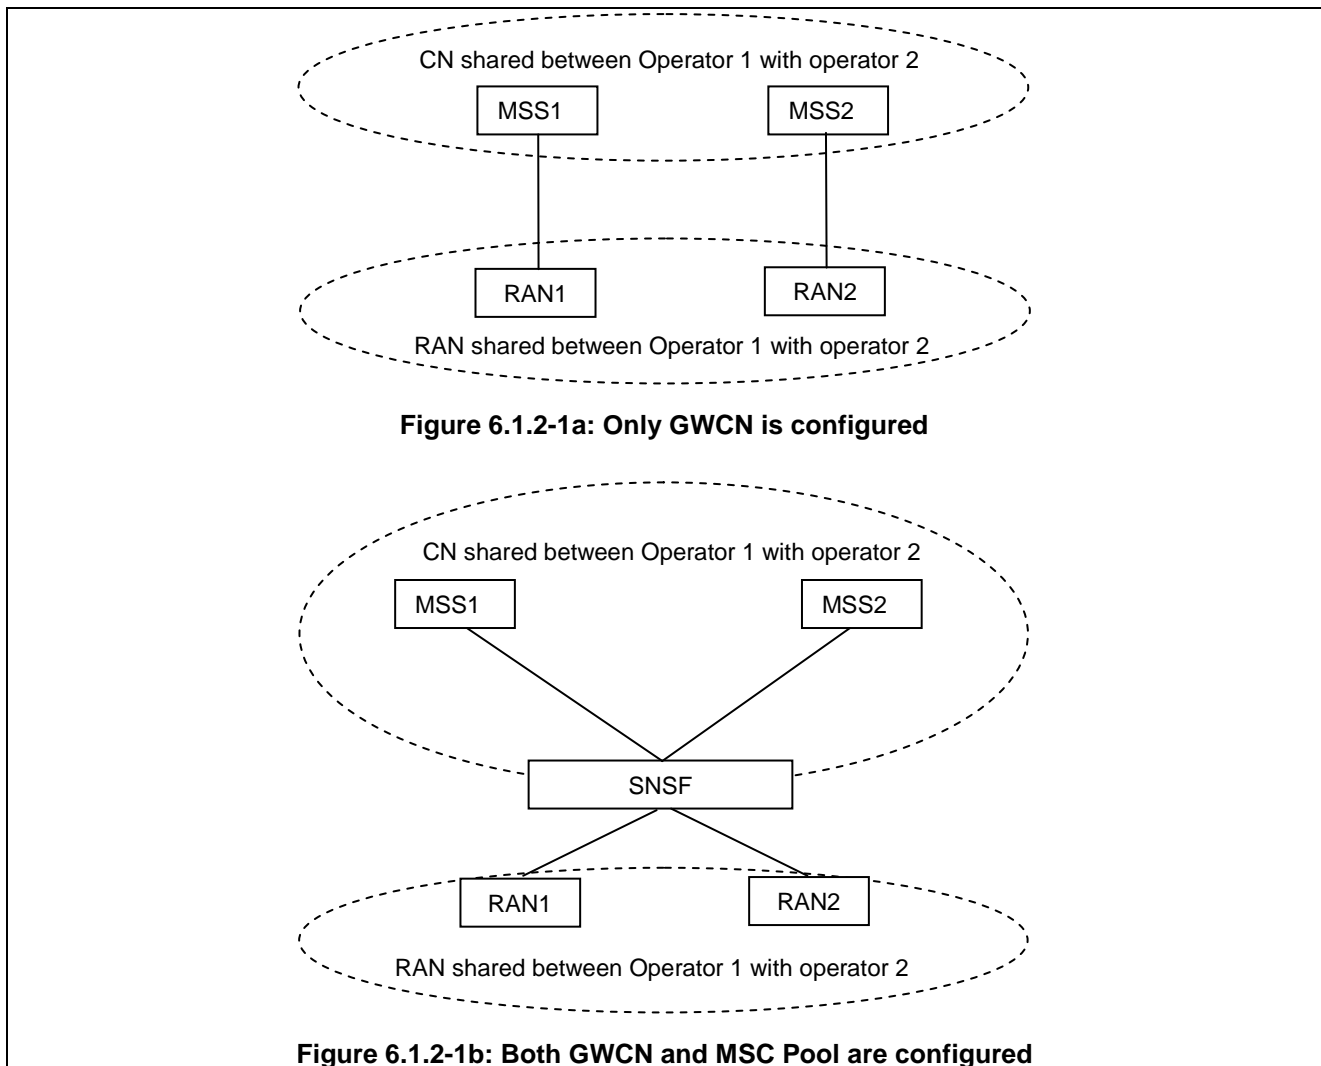 CN shared between Operator 1 with operator 2
MSS1
MSS2
RAN1
RAN2
RAN shared between Operator 1 with operator 2
Figure 6.1.2-1a: Only GWCN is configured
CN shared between Operator 1 with operator 2
MSS1
MSS2
SNSF
RAN1
RAN2
RAN shared between Operator 1 with operator 2
Figure 6.1.2-1b: Both GWCN and MSC Pool are configured